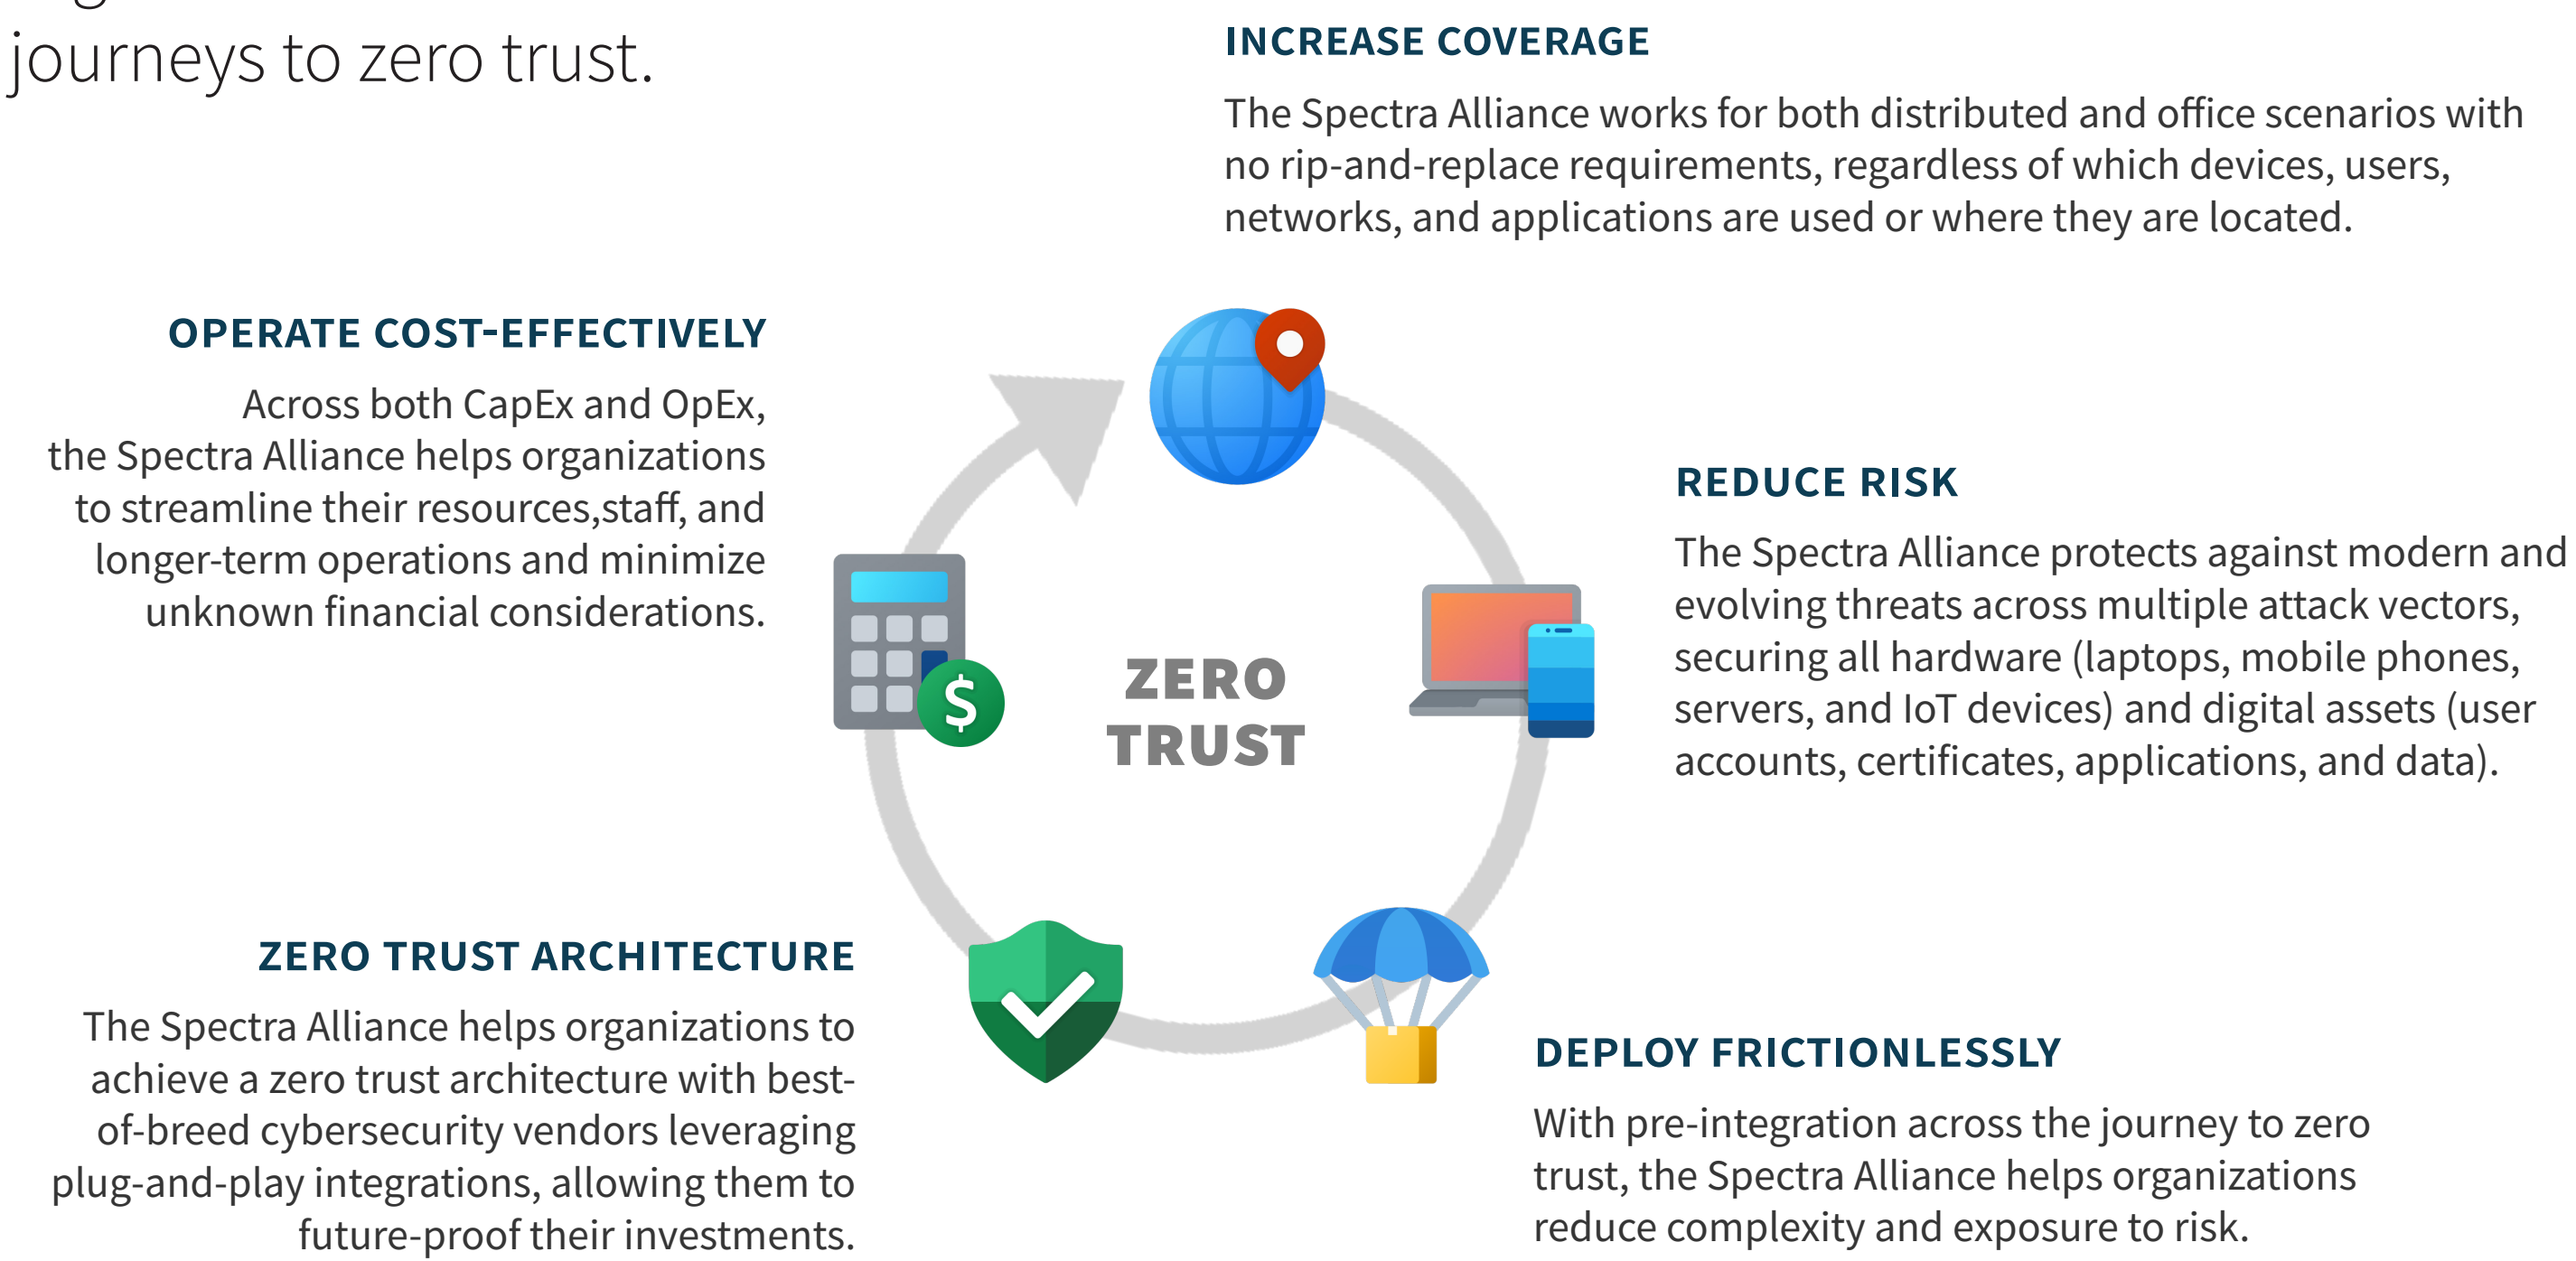 journeys to zero trust.
INCREASE COVERAGE
The Spectra Alliance works for both distributed and office scenarios with
no rip-and-replace requirements, regardless of which devices, users,
networks, and applications are used or where they are located.
OPERATE COST-EFFECTIVELY
Across both CapEx and OpEx,
the Spectra Alliance helps organizations
to streamline their resources,staff, and
longer-term operations and minimize
unknown financial considerations.
REDUCE RISK
The Spectra Alliance protects against modern and
evolving threats across multiple attack vectors,
securing all hardware (laptops, mobile phones,
servers, and IoT devices) and digital assets (user
accounts, certificates, applications, and data).
$
ZERO
TRUST
ZERO TRUST ARCHITECTURE
The Spectra Alliance helps organizations to
achieve a zero trust architecture with best-
of-breed cybersecurity vendors leveraging
plug-and-play integrations, allowing them to
future-proof their investments.
DEPLOY FRICTIONLESSLY
With pre-integration across the journey to zero
trust, the Spectra Alliance helps organizations
reduce complexity and exposure to risk.